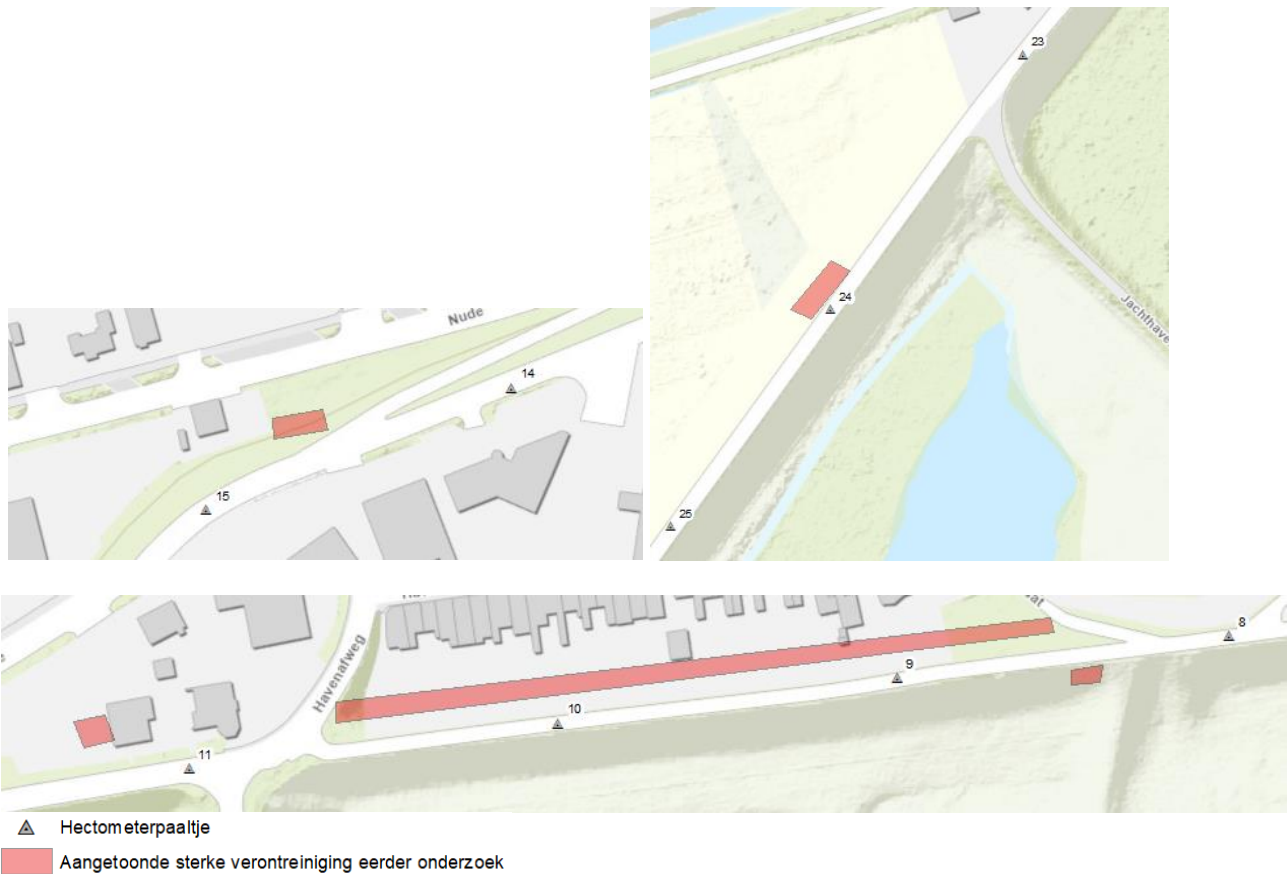 23
24
25
Jachthave
Nude
14
15
Havenafweg
8
9
10
11
Hectometerpaaltje
Aangetoonde sterke verontreiniging eerder onderzoek